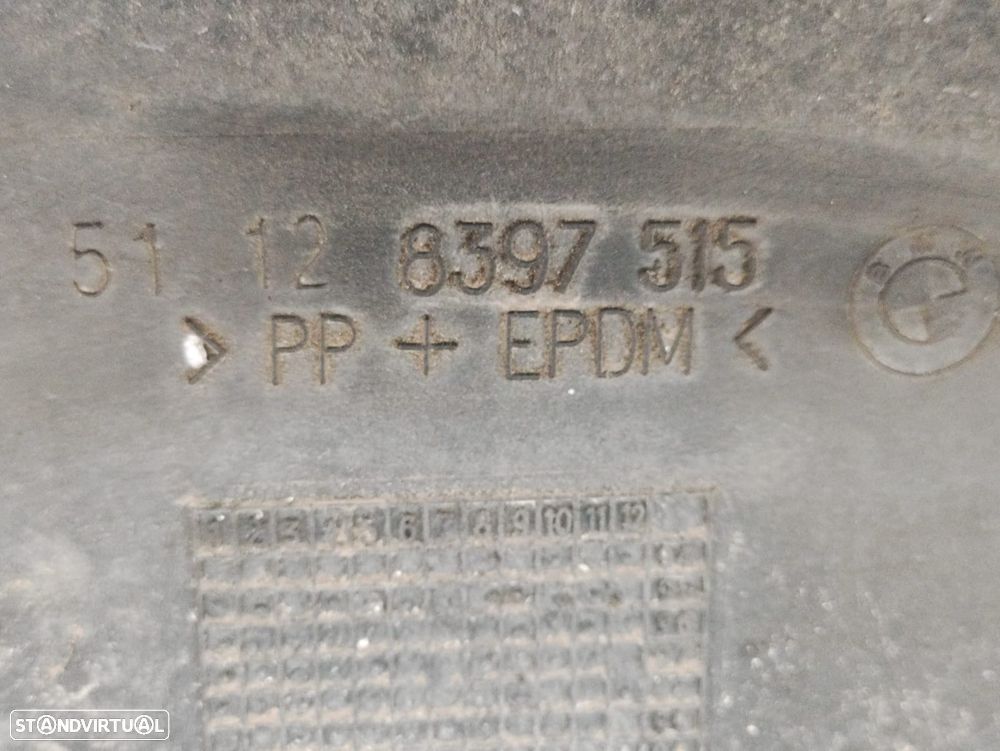 51 12 8397 515
> PP + EPDM <
BMW
1 2 3 4 5 6 7 8 9 10 11 12
STANDVIRTUAL